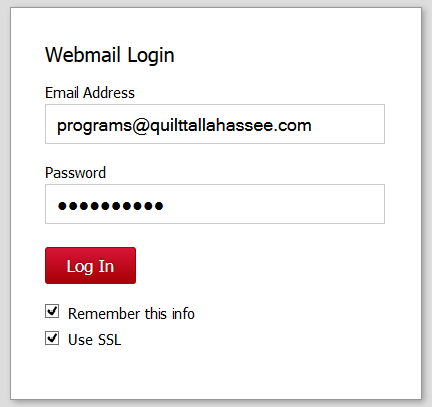 Webmail Login
Email Address
programs@quilttallahassee.com
Password
●●●●●●●●●●
Log In
Remember this info
Use SSL